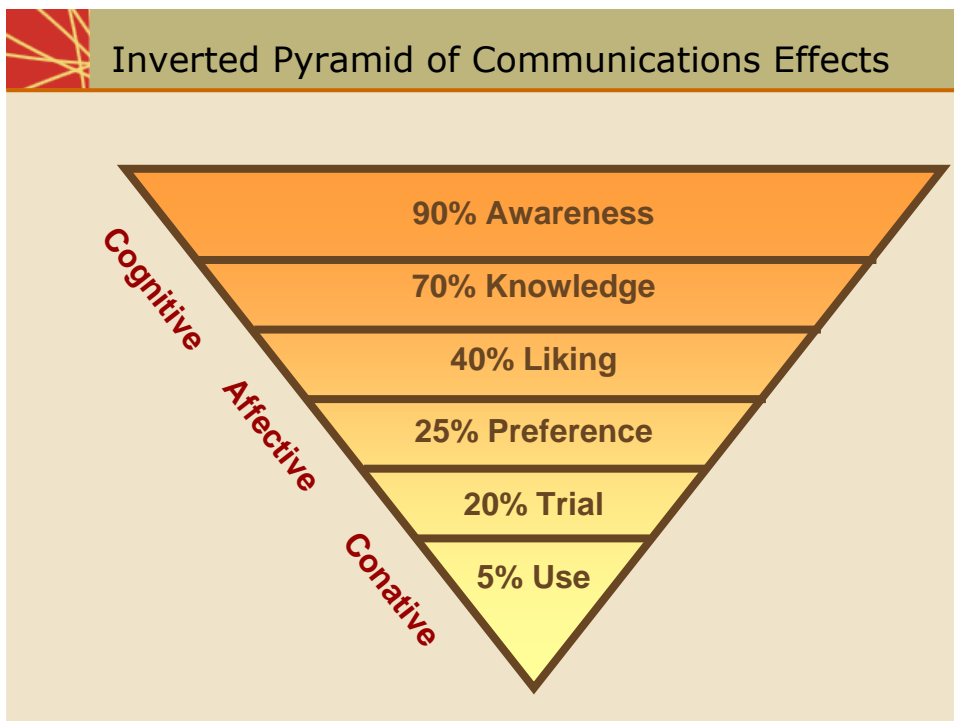 Inverted Pyramid of Communications Effects
90% Awareness
70% Knowledge
40% Liking
25% Preference
20% Trial
5% Use
Cognitive
Affective
Conative